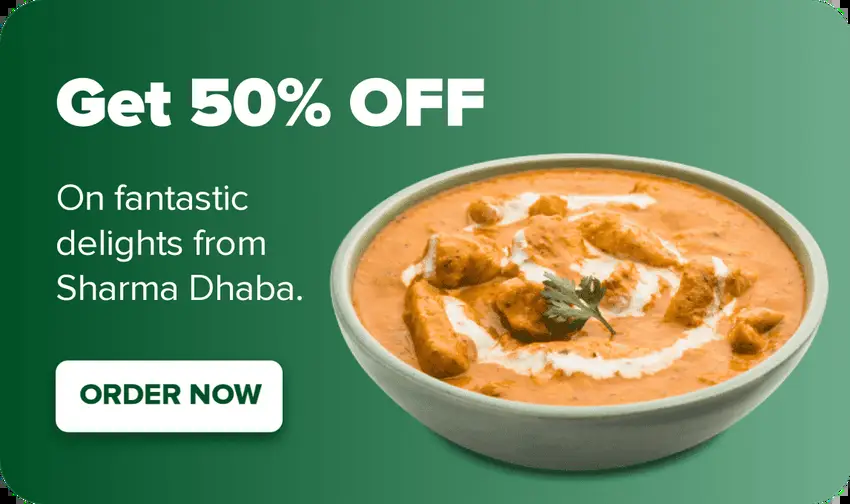 Get 50% OFF
On fantastic
delights from
Sharma Dhaba.
ORDER NOW